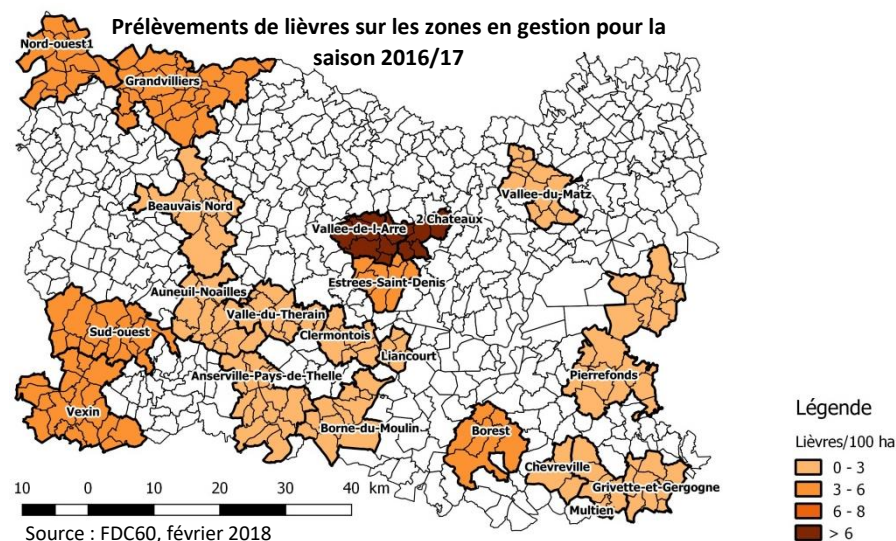 Prélèvements de lièvres sur les zones en gestion pour la
saison 2016/17
Nord-ouest1
Grandvilliers
Beauvais Nord
Vallee-du-Matz
2 Chateaux
Vallee-de-l-Arre
Estrees-Saint-Denis
Auneuil-Noailles
Valle-du-Therain
Sud-ouest
Clermontois
Liancourt
Anserville-Pays-de-Thelle
Pierrefonds
Vexin
Borne-du-Moulin
Borest
Chevreville
Grivette-et-Gergogne
Multien
Légende
Lièvres/100 ha
0 - 3
3 - 6
6 - 8
> 6
10 0 10 20 30 40 km
Source : FDC60, février 2018